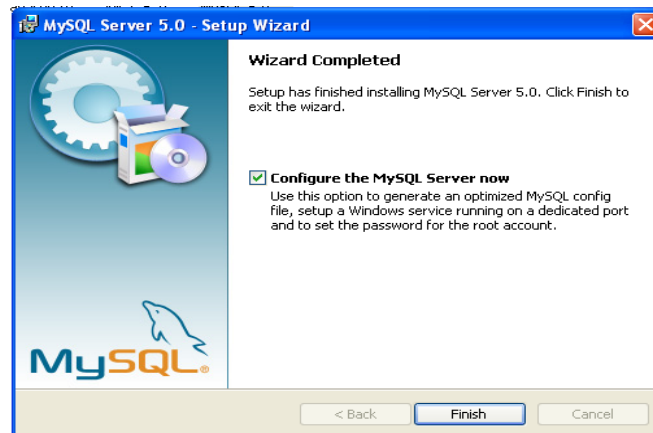 MySQL Server 5.0 - Setup Wizard
Wizard Completed
Setup has finished installing MySQL Server 5.0. Click Finish to
exit the wizard.
Configure the MySQL Server now
Use this option to generate an optimized MySQL config
file, setup a Windows service running on a dedicated port
and to set the password for the root account.
MySQL®
< Back
Finish
Cancel